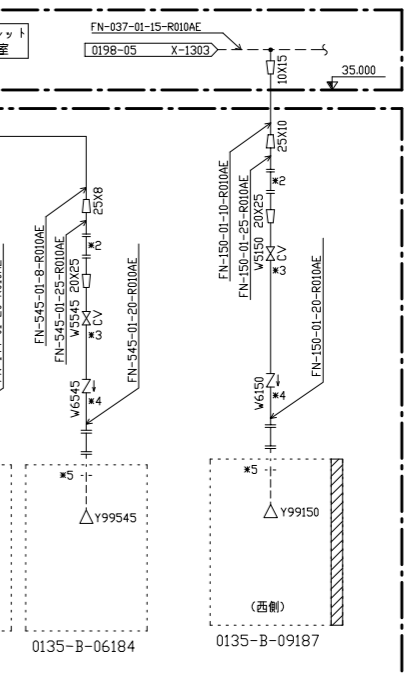 ット
室
FN-037-01-15-R010AE
0198-05 X-1303
10X15
35.000
25X10
FN-150-01-10-R010AE
※2
FN-150-01-25-R010AE
20X25
W5150
CV
※3
FN-150-01-20-R010AE
W6150
※4
※5
Y99150
(西側)
0135-B-09187
25X8
FN-545-01-8-R010AE
※2
FN-545-01-25-R010AE
20X25
W5545
CV
※3
FN-545-01-20-R010AE
W6545
※4
※5
Y99545
0135-B-06184